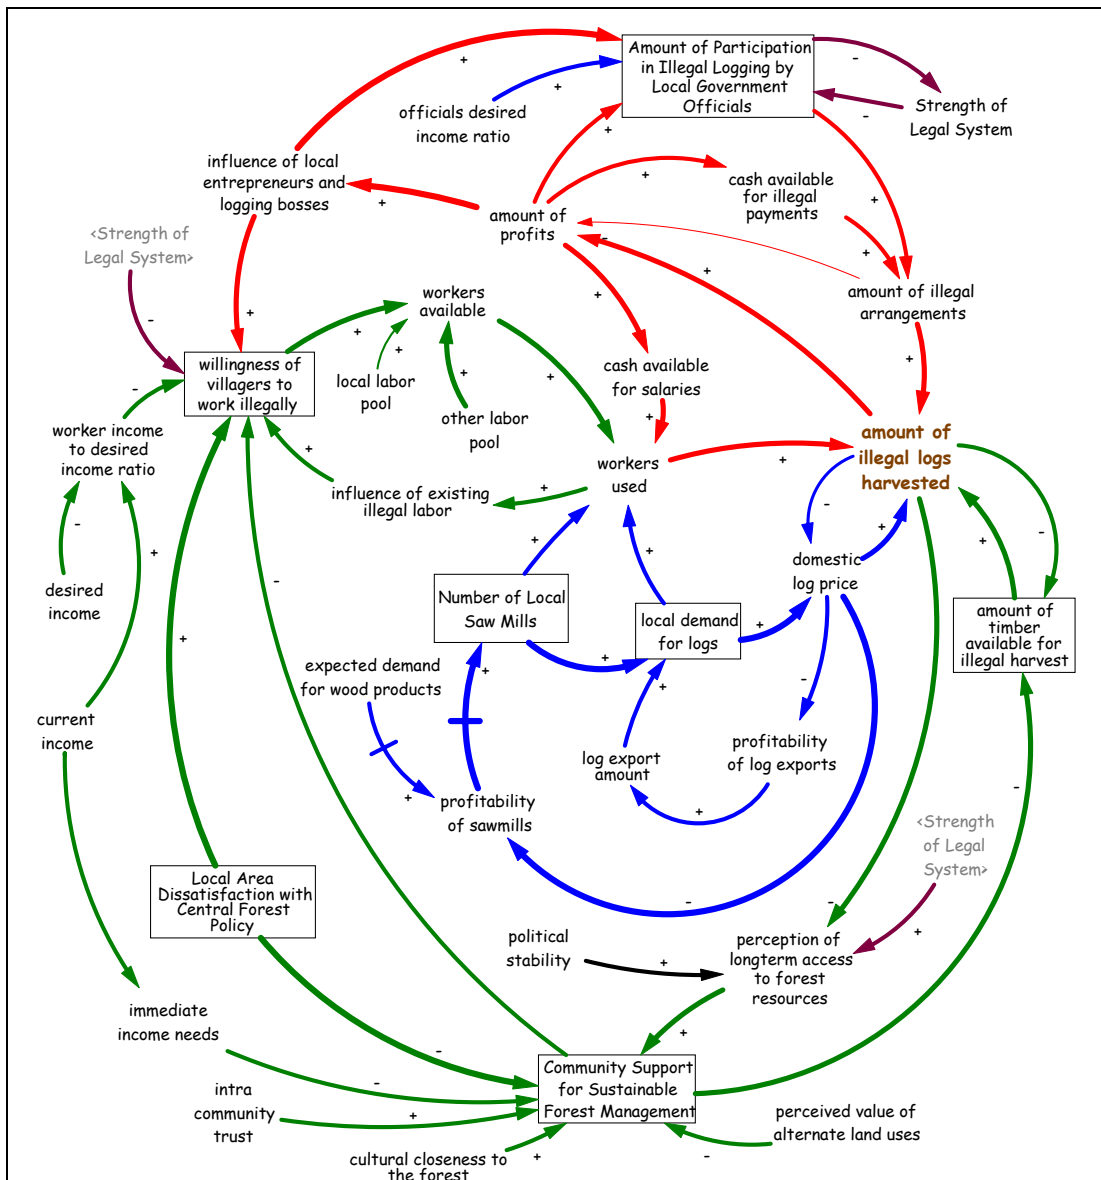 Amount of Participation
in Illegal Logging by
Local Government
Officials
+
-
officials desired
income ratio
+
-
Strength of
Legal System
+
influence of local
entrepreneurs and
logging bosses
+
+
cash available
for illegal
payments
+
amount of
profits
-
+
<Strength of
Legal System>
+
+
amount of illegal
arrangements
workers
available
+
-
+
+
+
willingness of
villagers to
work illegally
local labor
pool
+
+
cash available
for salaries
+
-
other labor
pool
+
worker income
to desired
income ratio
amount of
illegal logs
harvested
+
workers
used
+
influence of existing
illegal labor
+
-
-
+
-
+
+
+
+
-
domestic
log price
desired
income
Number of Local
Saw Mills
local demand
for logs
+
amount of
timber
available for
illegal harvest
+
expected demand
for wood products
+
+
+
-
current
income
profitability
of log exports
log export
amount
-
profitability
of sawmills
+
+
<Strength
of Legal
System>
Local Area
Dissatisfaction with
Central Forest
Policy
-
-
+
political
stability
+
perception of
longterm access
to forest
resources
immediate
income needs
+
-
Community Support
for Sustainable
Forest Management
-
intra
community
trust
+
perceived value of
alternate land uses
cultural closeness to
the forest
+
-